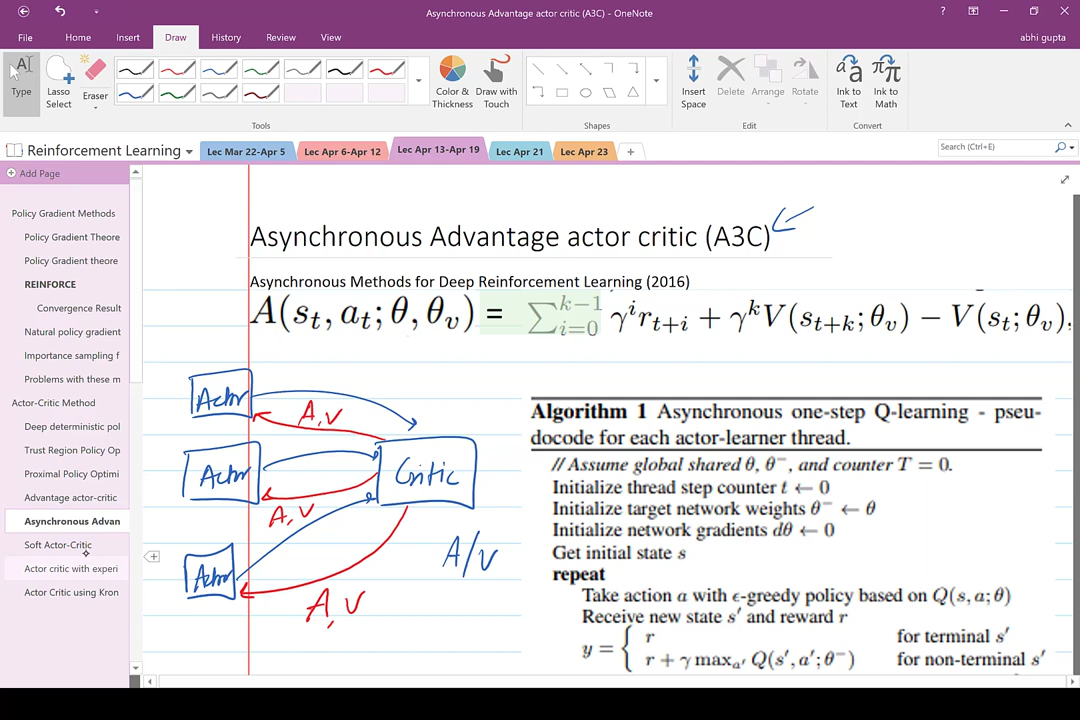 Asynchronous Advantage actor critic (A3C) - OneNote
?
File Home Insert Draw History Review View
abhi gupta
Type
Lasso Select
Eraser
Color & Thickness
Draw with Touch
Insert Space
Delete
Arrange
Rotate
Ink to Text
Ink to Math
Tools
Shapes
Edit
Convert
Reinforcement Learning
Lec Mar 22-Apr 5
Lec Apr 6-Apr 12
Lec Apr 13-Apr 19
Lec Apr 21
Lec Apr 23
Search (Ctrl+E)
Add Page
Policy Gradient Methods
Policy Gradient Theore
Policy Gradient theore
REINFORCE
Convergence Result
Natural policy gradient
Importance sampling f
Problems with these m
Actor-Critic Method
Deep deterministic pol
Trust Region Policy Op
Proximal Policy Optimi
Advantage actor-critic
Asynchronous Advan
Soft Actor-Critic
Actor critic with experi
Actor Critic using Kron
Asynchronous Advantage actor critic (A3C)
Asynchronous Methods for Deep Reinforcement Learning (2016)
A(s_t, a_t; θ, θ_v) = ∑_{i=0}^{k−1} γ^i r_{t+i} + γ^k V(s_{t+k}; θ_v) − V(s_t; θ_v),
Actor
A, V
Actor
Critic
A, V
A/V
Actor
A, V
Algorithm 1 Asynchronous one-step Q-learning - pseu-
docode for each actor-learner thread.
// Assume global shared θ, θ⁻, and counter T = 0.
Initialize thread step counter t ← 0
Initialize target network weights θ⁻ ← θ
Initialize network gradients dθ ← 0
Get initial state s
repeat
Take action a with ϵ-greedy policy based on Q(s, a; θ)
Receive new state s′ and reward r
y = { r for terminal s′
r + γ max_{a′} Q(s′, a′; θ⁻) for non-terminal s′